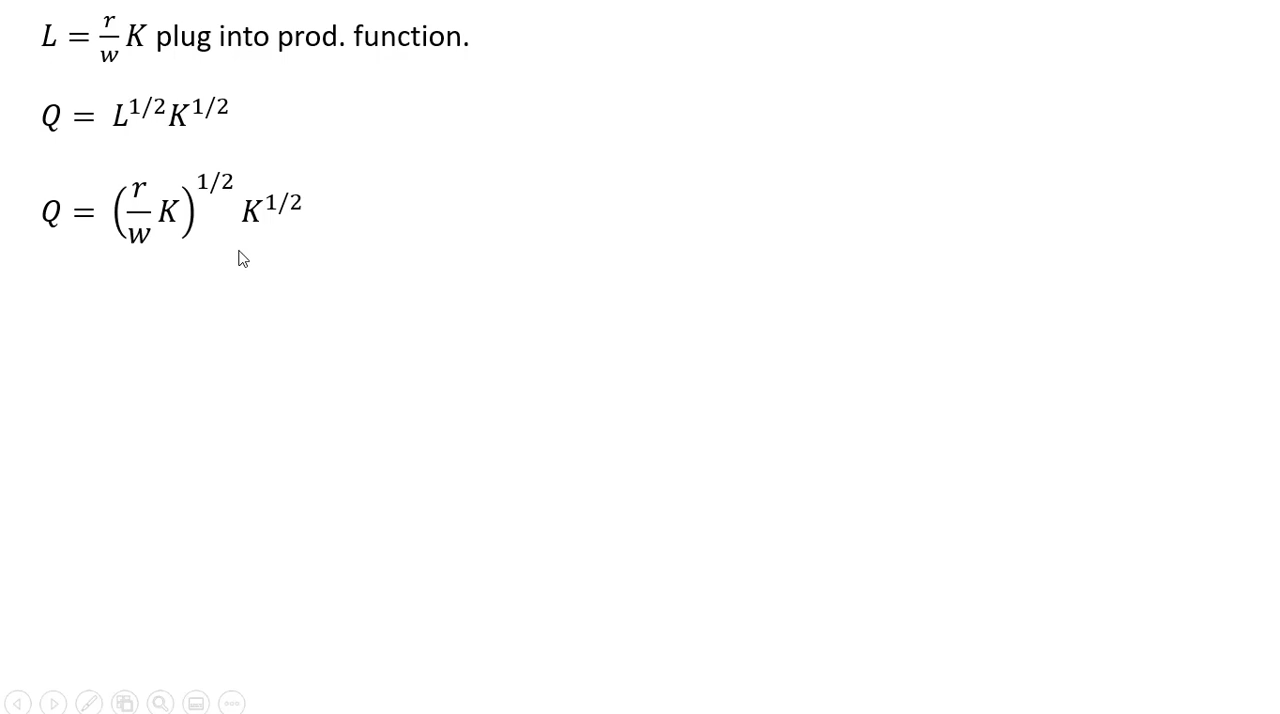 L = r/w K plug into prod. function.
Q = L^{1/2}K^{1/2}
Q = (r/w K)^{1/2} K^{1/2}